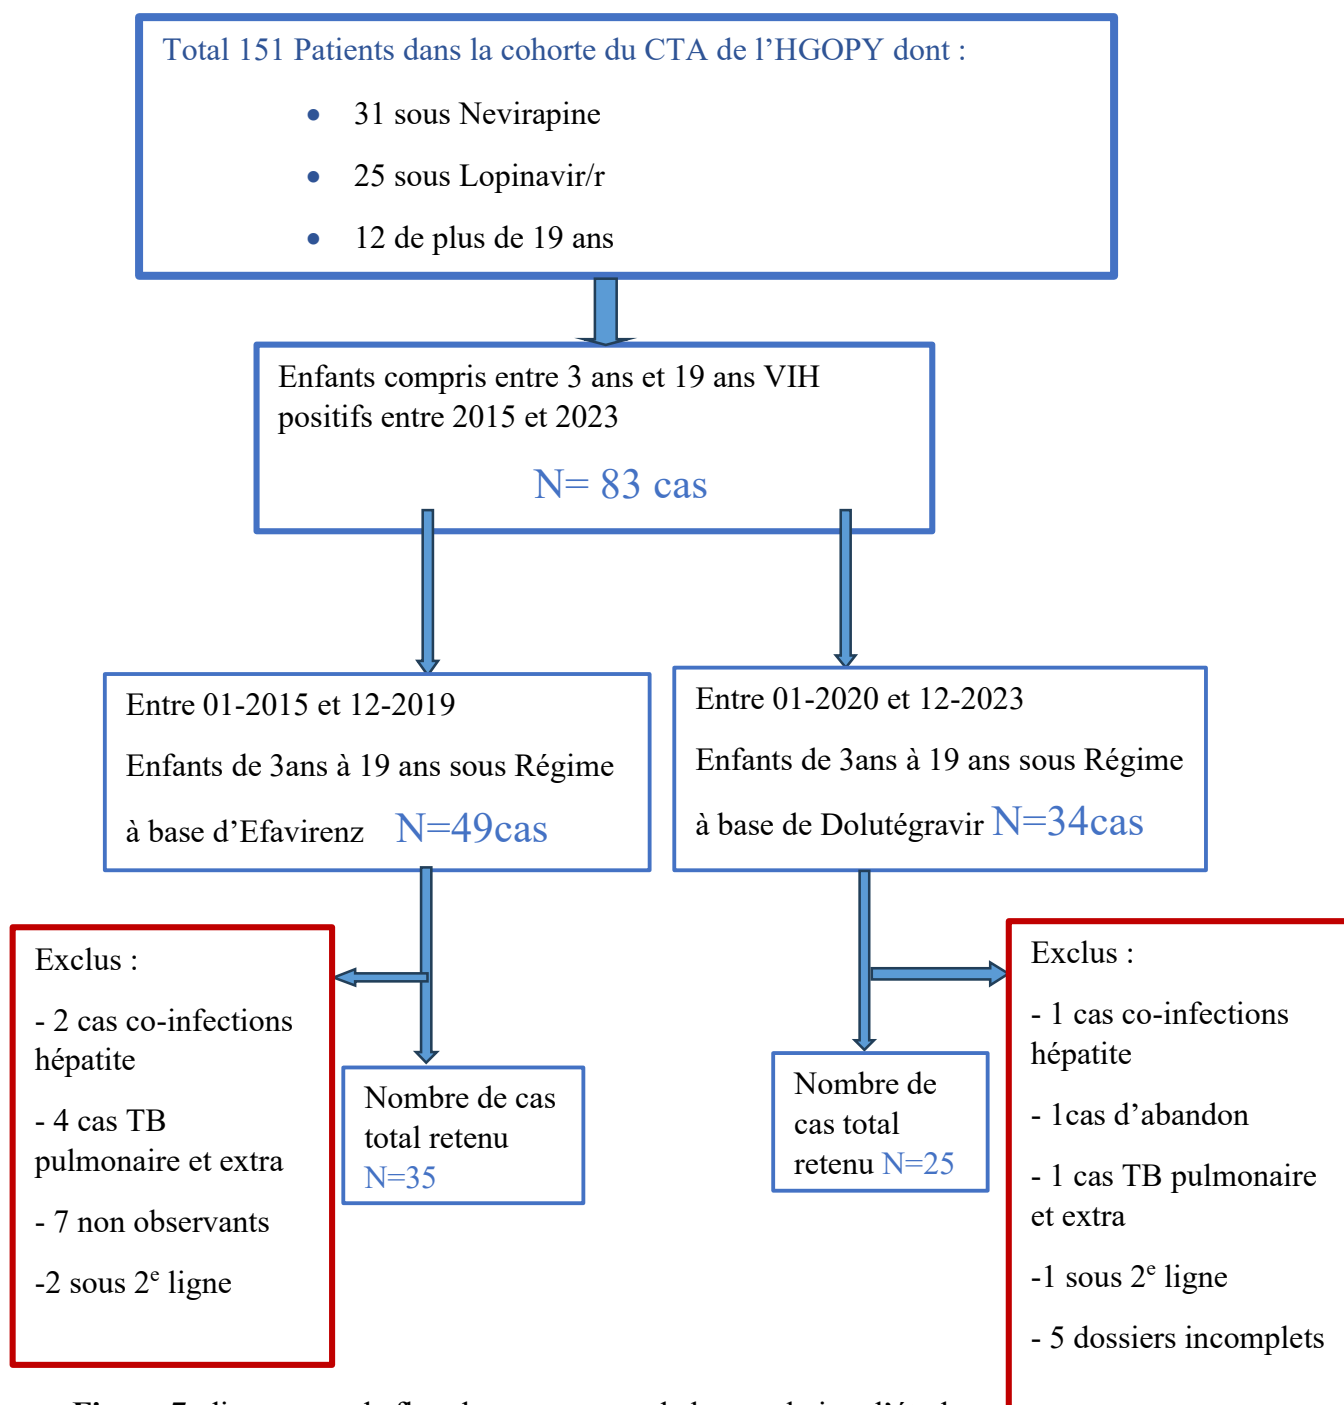 Total 151 Patients dans la cohorte du CTA de l’HGOPY dont :
• 31 sous Nevirapine
• 25 sous Lopinavir/r
• 12 de plus de 19 ans
Enfants compris entre 3 ans et 19 ans VIH
positifs entre 2015 et 2023
N= 83 cas
Entre 01-2015 et 12-2019
Enfants de 3ans à 19 ans sous Régime
à base d’Efavirenz N=49cas
Entre 01-2020 et 12-2023
Enfants de 3ans à 19 ans sous Régime
à base de Dolutégravir N=34cas
Exclus :
- 2 cas co-infections
hépatite
- 4 cas TB
pulmonaire et extra
- 7 non observants
-2 sous 2e ligne
Nombre de cas
total retenu
N=35
Nombre de
cas total
retenu N=25
Exclus :
- 1 cas co-infections
hépatite
- 1cas d’abandon
- 1 cas TB pulmonaire
et extra
-1 sous 2e ligne
- 5 dossiers incomplets